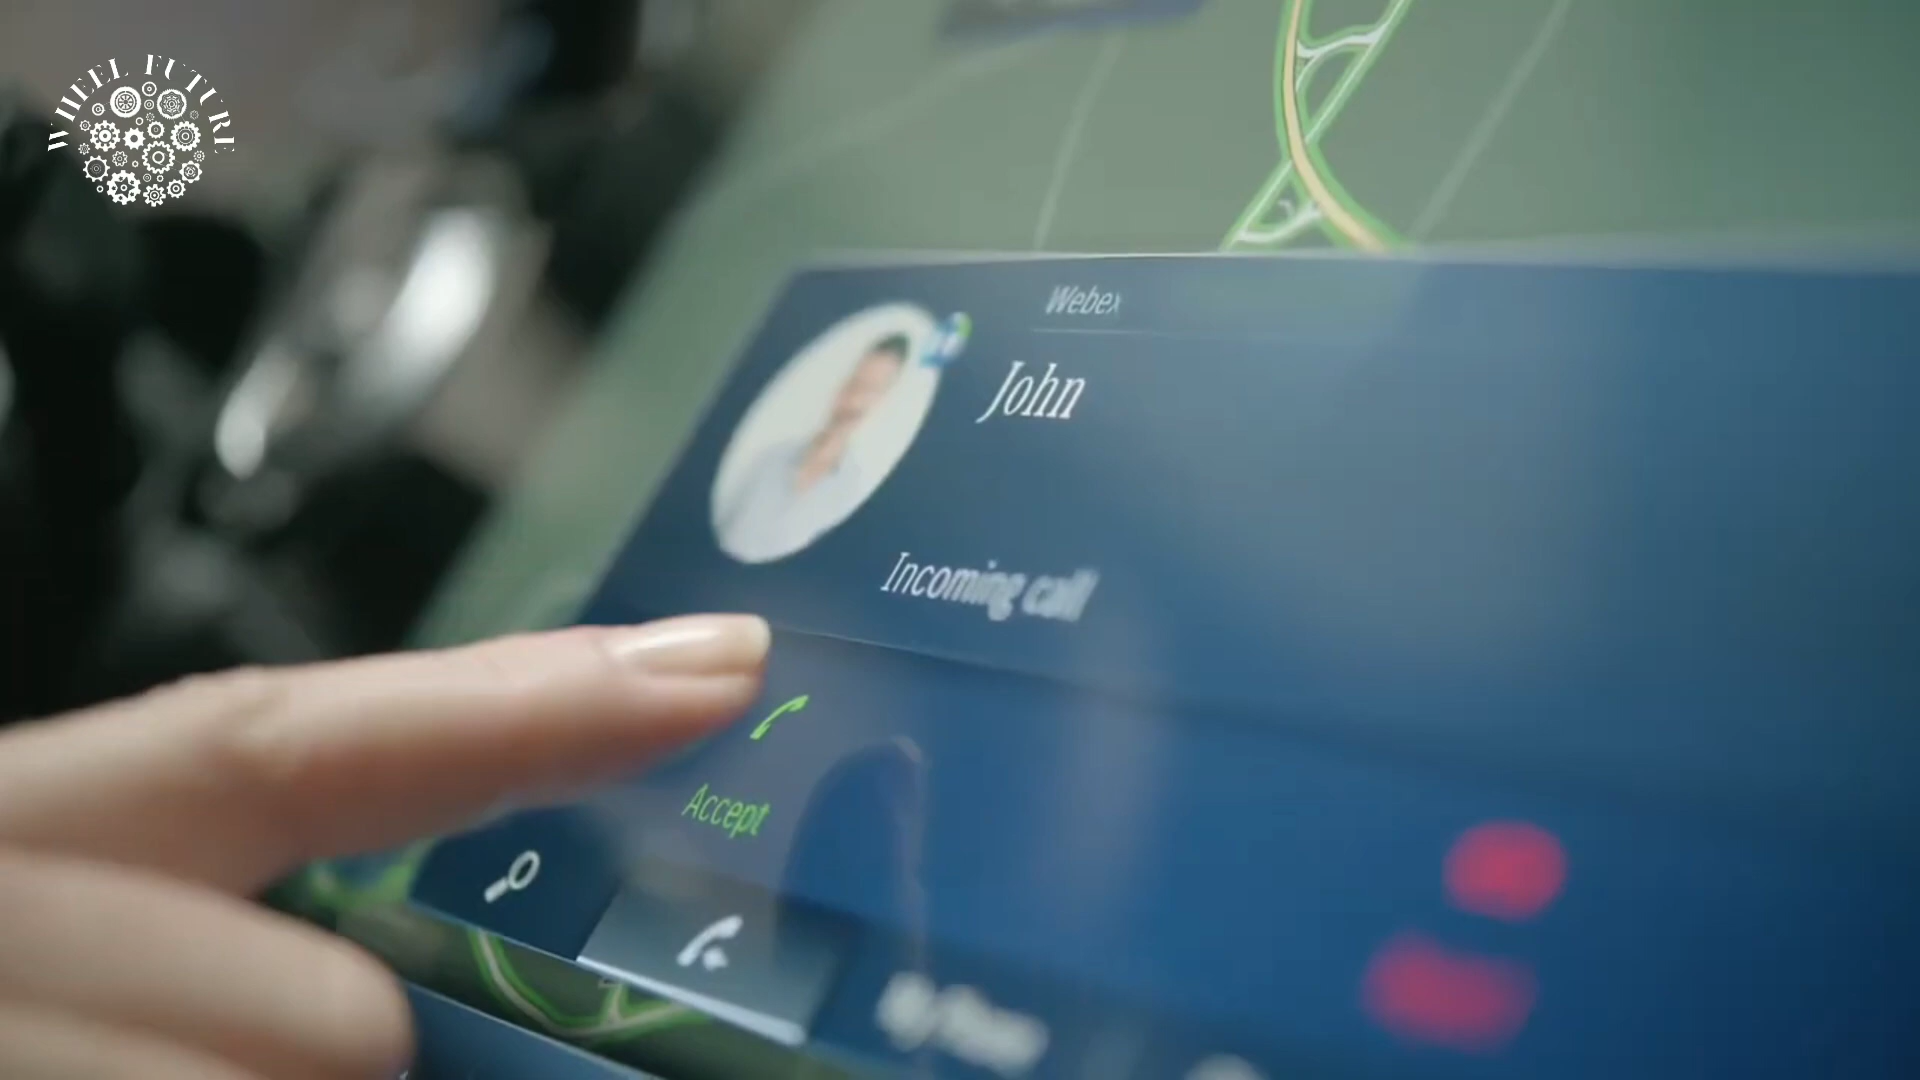 WHEEL FUTURE
Webex
John
Incoming call
Accept